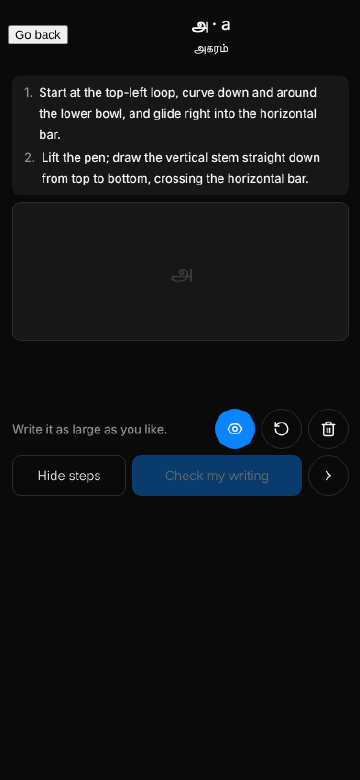 Go back
அ · a
அகரம்
1. Start at the top-left loop, curve down and around
the lower bowl, and glide right into the horizontal
bar.
2. Lift the pen; draw the vertical stem straight down
from top to bottom, crossing the horizontal bar.
அ
Write it as large as you like.
Hide steps
Check my writing